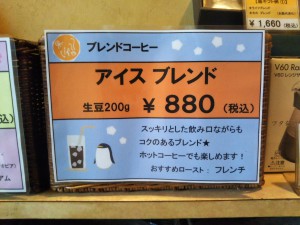 ブレンドコーヒー
アイス ブレンド
生豆200g ￥880(税込)
スッキリとした飲み口ながらも
コクのあるブレンド★
ホットコーヒーでも楽しめます！
おすすめロースト： フレンチ
￥1,660(税込)
V60